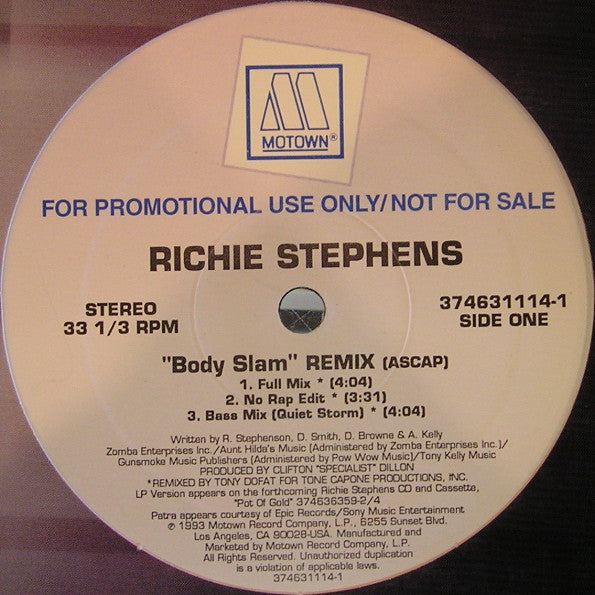 MOTOWN®
FOR PROMOTIONAL USE ONLY/NOT FOR SALE
RICHIE STEPHENS
STEREO
33 1/3 RPM
374631114-1
SIDE ONE
"Body Slam" REMIX (ASCAP)
1. Full Mix * (4:04)
2. No Rap Edit * (3:31)
3. Bass Mix (Quiet Storm) * (4:04)
Written by R. Stephenson, D. Smith, D. Browne & A. Kelly
Zomba Enterprises Inc./Aunt Hilda's Music (Administered by Zomba Enterprises Inc.)/
Gunsmoke Music Publishers (Administered by Pow Wow Music)/Tony Kelly Music
PRODUCED BY CLIFTON "SPECIALIST" DILLON
*REMIXED BY TONY DOFAT FOR TONE CAPONE PRODUCTIONS, INC.
LP Version appears on the forthcoming Richie Stephens CD and Cassette,
"Pot Of Gold" 374636359-2/4
Patra appears courtesy of Epic Records/Sony Music Entertainment
℗ 1993 Motown Record Company, L.P., 6255 Sunset Blvd.
Los Angeles, CA 90028-USA. Manufactured and
Marketed by Motown Record Company, L.P.
All Rights Reserved. Unauthorized duplication
is a violation of applicable laws.
374631114-1